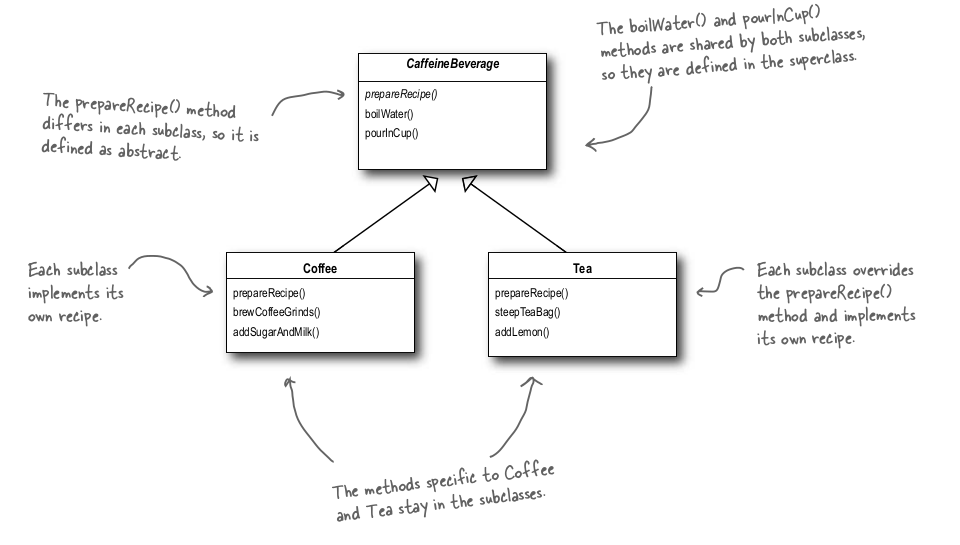 The boilWater() and pourInCup()
methods are shared by both subclasses,
so they are defined in the superclass.
CaffeineBeverage
prepareRecipe()
boilWater()
pourInCup()
The prepareRecipe() method
differs in each subclass, so it is
defined as abstract.
Each subclass
implements its
own recipe.
Coffee
prepareRecipe()
brewCoffeeGrinds()
addSugarAndMilk()
Tea
prepareRecipe()
steepTeaBag()
addLemon()
Each subclass overrides
the prepareRecipe()
method and implements
its own recipe.
The methods specific to Coffee
and Tea stay in the subclasses.